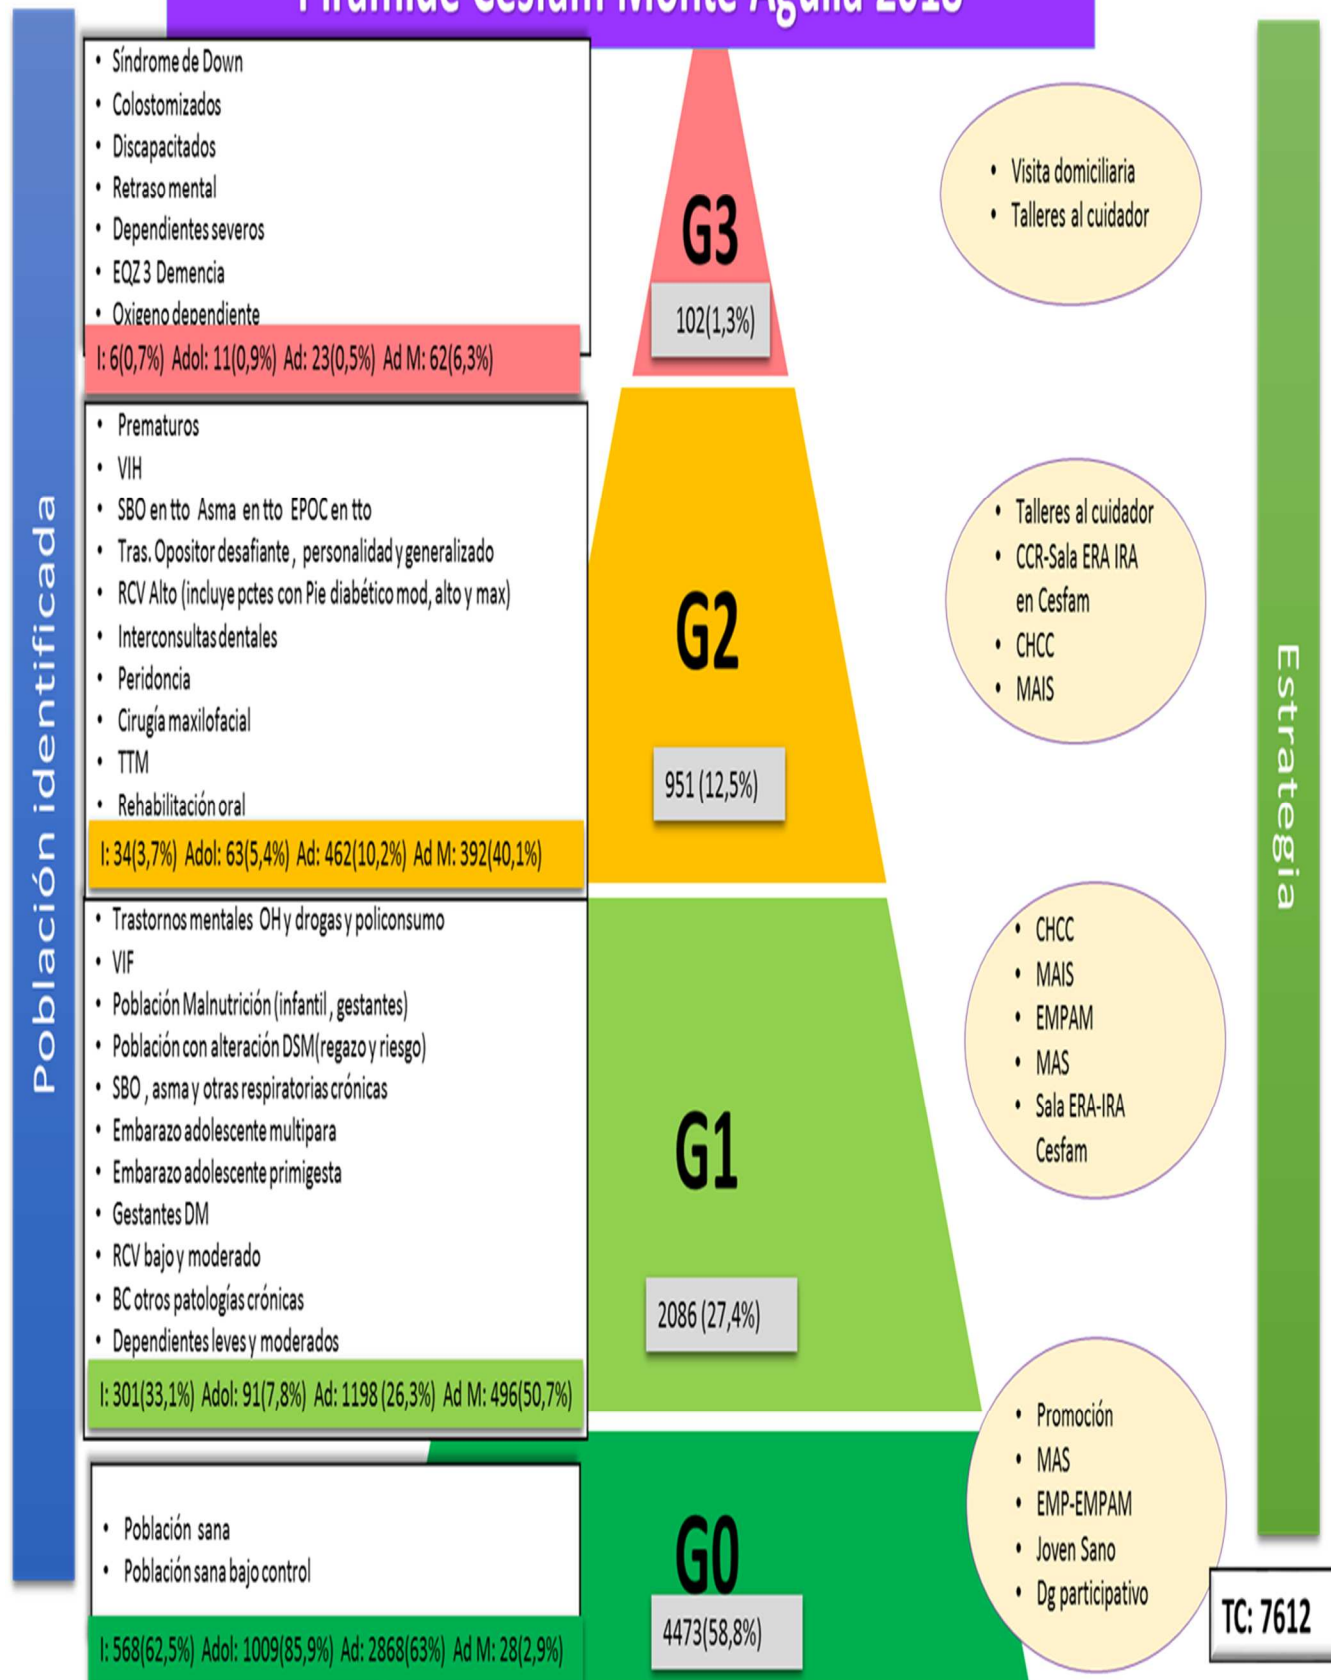 Pirámide Cesfam Monte Águila 2018
Población identificada
• Síndrome de Down
• Colostomizados
• Discapacitados
• Retraso mental
• Dependientes severos
• EQZ 3 Demencia
• Oxigeno dependiente
I: 6(0,7%) Adol: 11(0,9%) Ad: 23(0,5%) Ad M: 62(6,3%)
G3
102(1,3%)
• Visita domiciliaria
• Talleres al cuidador
• Prematuros
• VIH
• SBO en tto Asma en tto EPOC en tto
• Tras. Opositor desafiante, personalidad y generalizado
• RCV Alto (incluye pctes con Pie diabético mod, alto y max)
• Interconsultas dentales
• Peridoncia
• Cirugía maxilofacial
• TTM
• Rehabilitación oral
I: 34(3,7%) Adol: 63(5,4%) Ad: 462(10,2%) Ad M: 392(40,1%)
G2
951 (12,5%)
• Talleres al cuidador
• CCR-Sala ERA IRA
en Cesfam
• CHCC
• MAIS
• Trastornos mentales OH y drogas y policonsumo
• VIF
• Población Malnutrición (infantil, gestantes)
• Población con alteración DSM(regazo y riesgo)
• SBO, asma y otras respiratorias crónicas
• Embarazo adolescente multipara
• Embarazo adolescente primigesta
• Gestantes DM
• RCV bajo y moderado
• BC otros patologías crónicas
• Dependientes leves y moderados
I: 301(33,1%) Adol: 91(7,8%) Ad: 1198 (26,3%) Ad M: 496(50,7%)
G1
2086 (27,4%)
• CHCC
• MAIS
• EMPAM
• MAS
• Sala ERA-IRA
Cesfam
• Población sana
• Población sana bajo control
I: 568(62,5%) Adol: 1009(85,9%) Ad: 2868(63%) Ad M: 28(2,9%)
G0
4473(58,8%)
• Promoción
• MAS
• EMP-EMPAM
• Joven Sano
• Dg participativo
Estrategia
TC: 7612